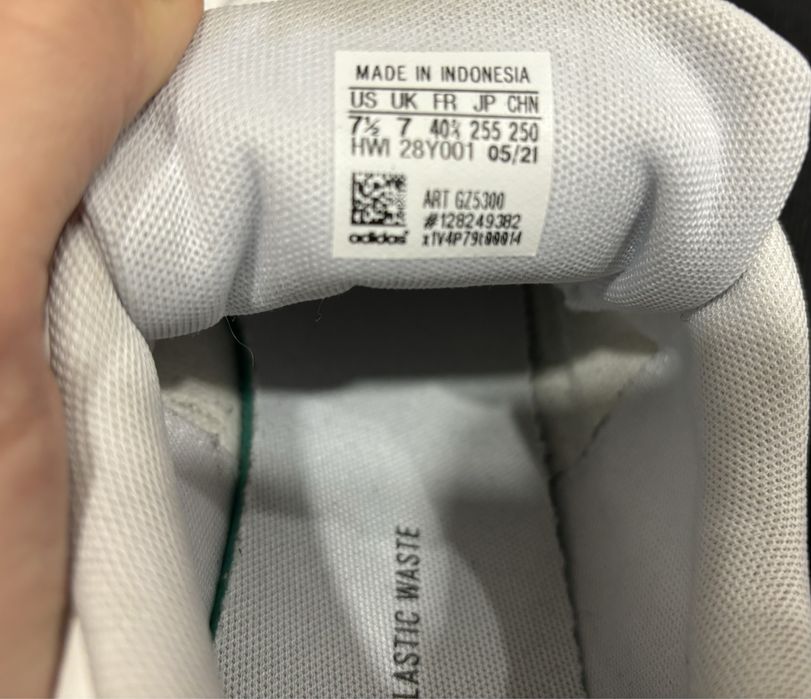 MADE IN INDONESIA
US UK FR JP CHN
7½ 7 40⅔ 255 250
HWI 28Y001 05/21
ART GZ5300
#128249382
adidas x1V4P79t00014
LASTIC WASTE